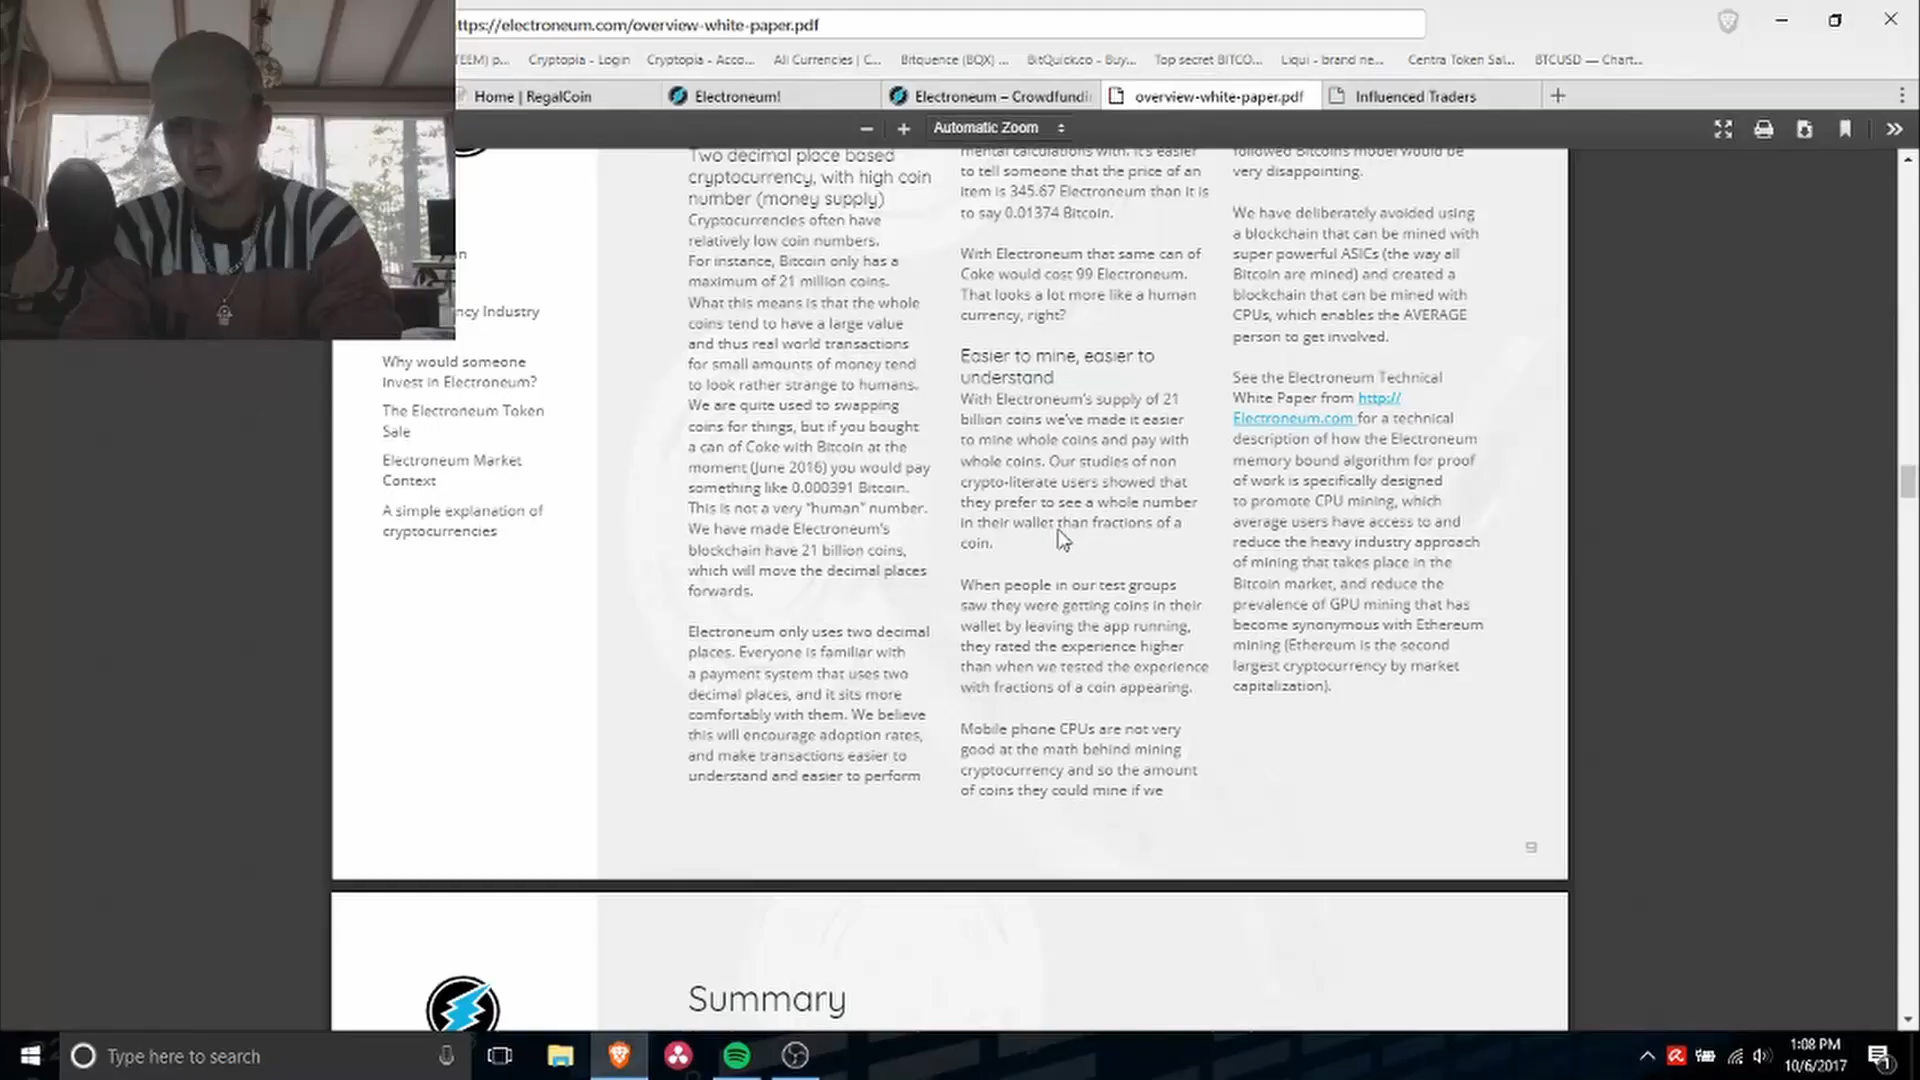 ttps://electroneum.com/overview-white-paper.pdf
TEEM) p...
Cryptopia - Login
Cryptopia - Acco...
All Currencies | C...
Bitquence (BQX) ...
BitQuick.co - Buy...
Top secret BITCO...
Liqui - brand ne...
Centra Token Sal...
BTCUSD — Chart...
Home | RegalCoin
Electroneum!
Electroneum – Crowdfundi
overview-white-paper.pdf
Influenced Traders
Automatic Zoom
ncy Industry
Why would someone
invest in Electroneum?
The Electroneum Token
Sale
Electroneum Market
Context
A simple explanation of
cryptocurrencies
Two decimal place based
cryptocurrency, with high coin
number (money supply)
Cryptocurrencies often have
relatively low coin numbers.
For instance, Bitcoin only has a
maximum of 21 million coins.
What this means is that the whole
coins tend to have a large value
and thus real world transactions
for small amounts of money tend
to look rather strange to humans.
We are quite used to swapping
coins for things, but if you bought
a can of Coke with Bitcoin at the
moment (June 2016) you would pay
something like 0.000391 Bitcoin.
This is not a very "human" number.
We have made Electroneum's
blockchain have 21 billion coins,
which will move the decimal places
forwards.
Electroneum only uses two decimal
places. Everyone is familiar with
a payment system that uses two
decimal places, and it sits more
comfortably with them. We believe
this will encourage adoption rates,
and make transactions easier to
understand and easier to perform
mental calculations with. It's easier
to tell someone that the price of an
item is 345.67 Electroneum than it is
to say 0.01374 Bitcoin.
With Electroneum that same can of
Coke would cost 99 Electroneum.
That looks a lot more like a human
currency, right?
Easier to mine, easier to
understand
With Electroneum's supply of 21
billion coins we've made it easier
to mine whole coins and pay with
whole coins. Our studies of non
crypto-literate users showed that
they prefer to see a whole number
in their wallet than fractions of a
coin.
When people in our test groups
saw they were getting coins in their
wallet by leaving the app running,
they rated the experience higher
than when we tested the experience
with fractions of a coin appearing.
Mobile phone CPUs are not very
good at the math behind mining
cryptocurrency and so the amount
of coins they could mine if we
followed Bitcoins model would be
very disappointing.
We have deliberately avoided using
a blockchain that can be mined with
super powerful ASICs (the way all
Bitcoin are mined) and created a
blockchain that can be mined with
CPUs, which enables the AVERAGE
person to get involved.
See the Electroneum Technical
White Paper from http://
Electroneum.com for a technical
description of how the Electroneum
memory bound algorithm for proof
of work is specifically designed
to promote CPU mining, which
average users have access to and
reduce the heavy industry approach
of mining that takes place in the
Bitcoin market, and reduce the
prevalence of GPU mining that has
become synonymous with Ethereum
mining (Ethereum is the second
largest cryptocurrency by market
capitalization).
9
Summary
Type here to search
1:08 PM
10/6/2017
1